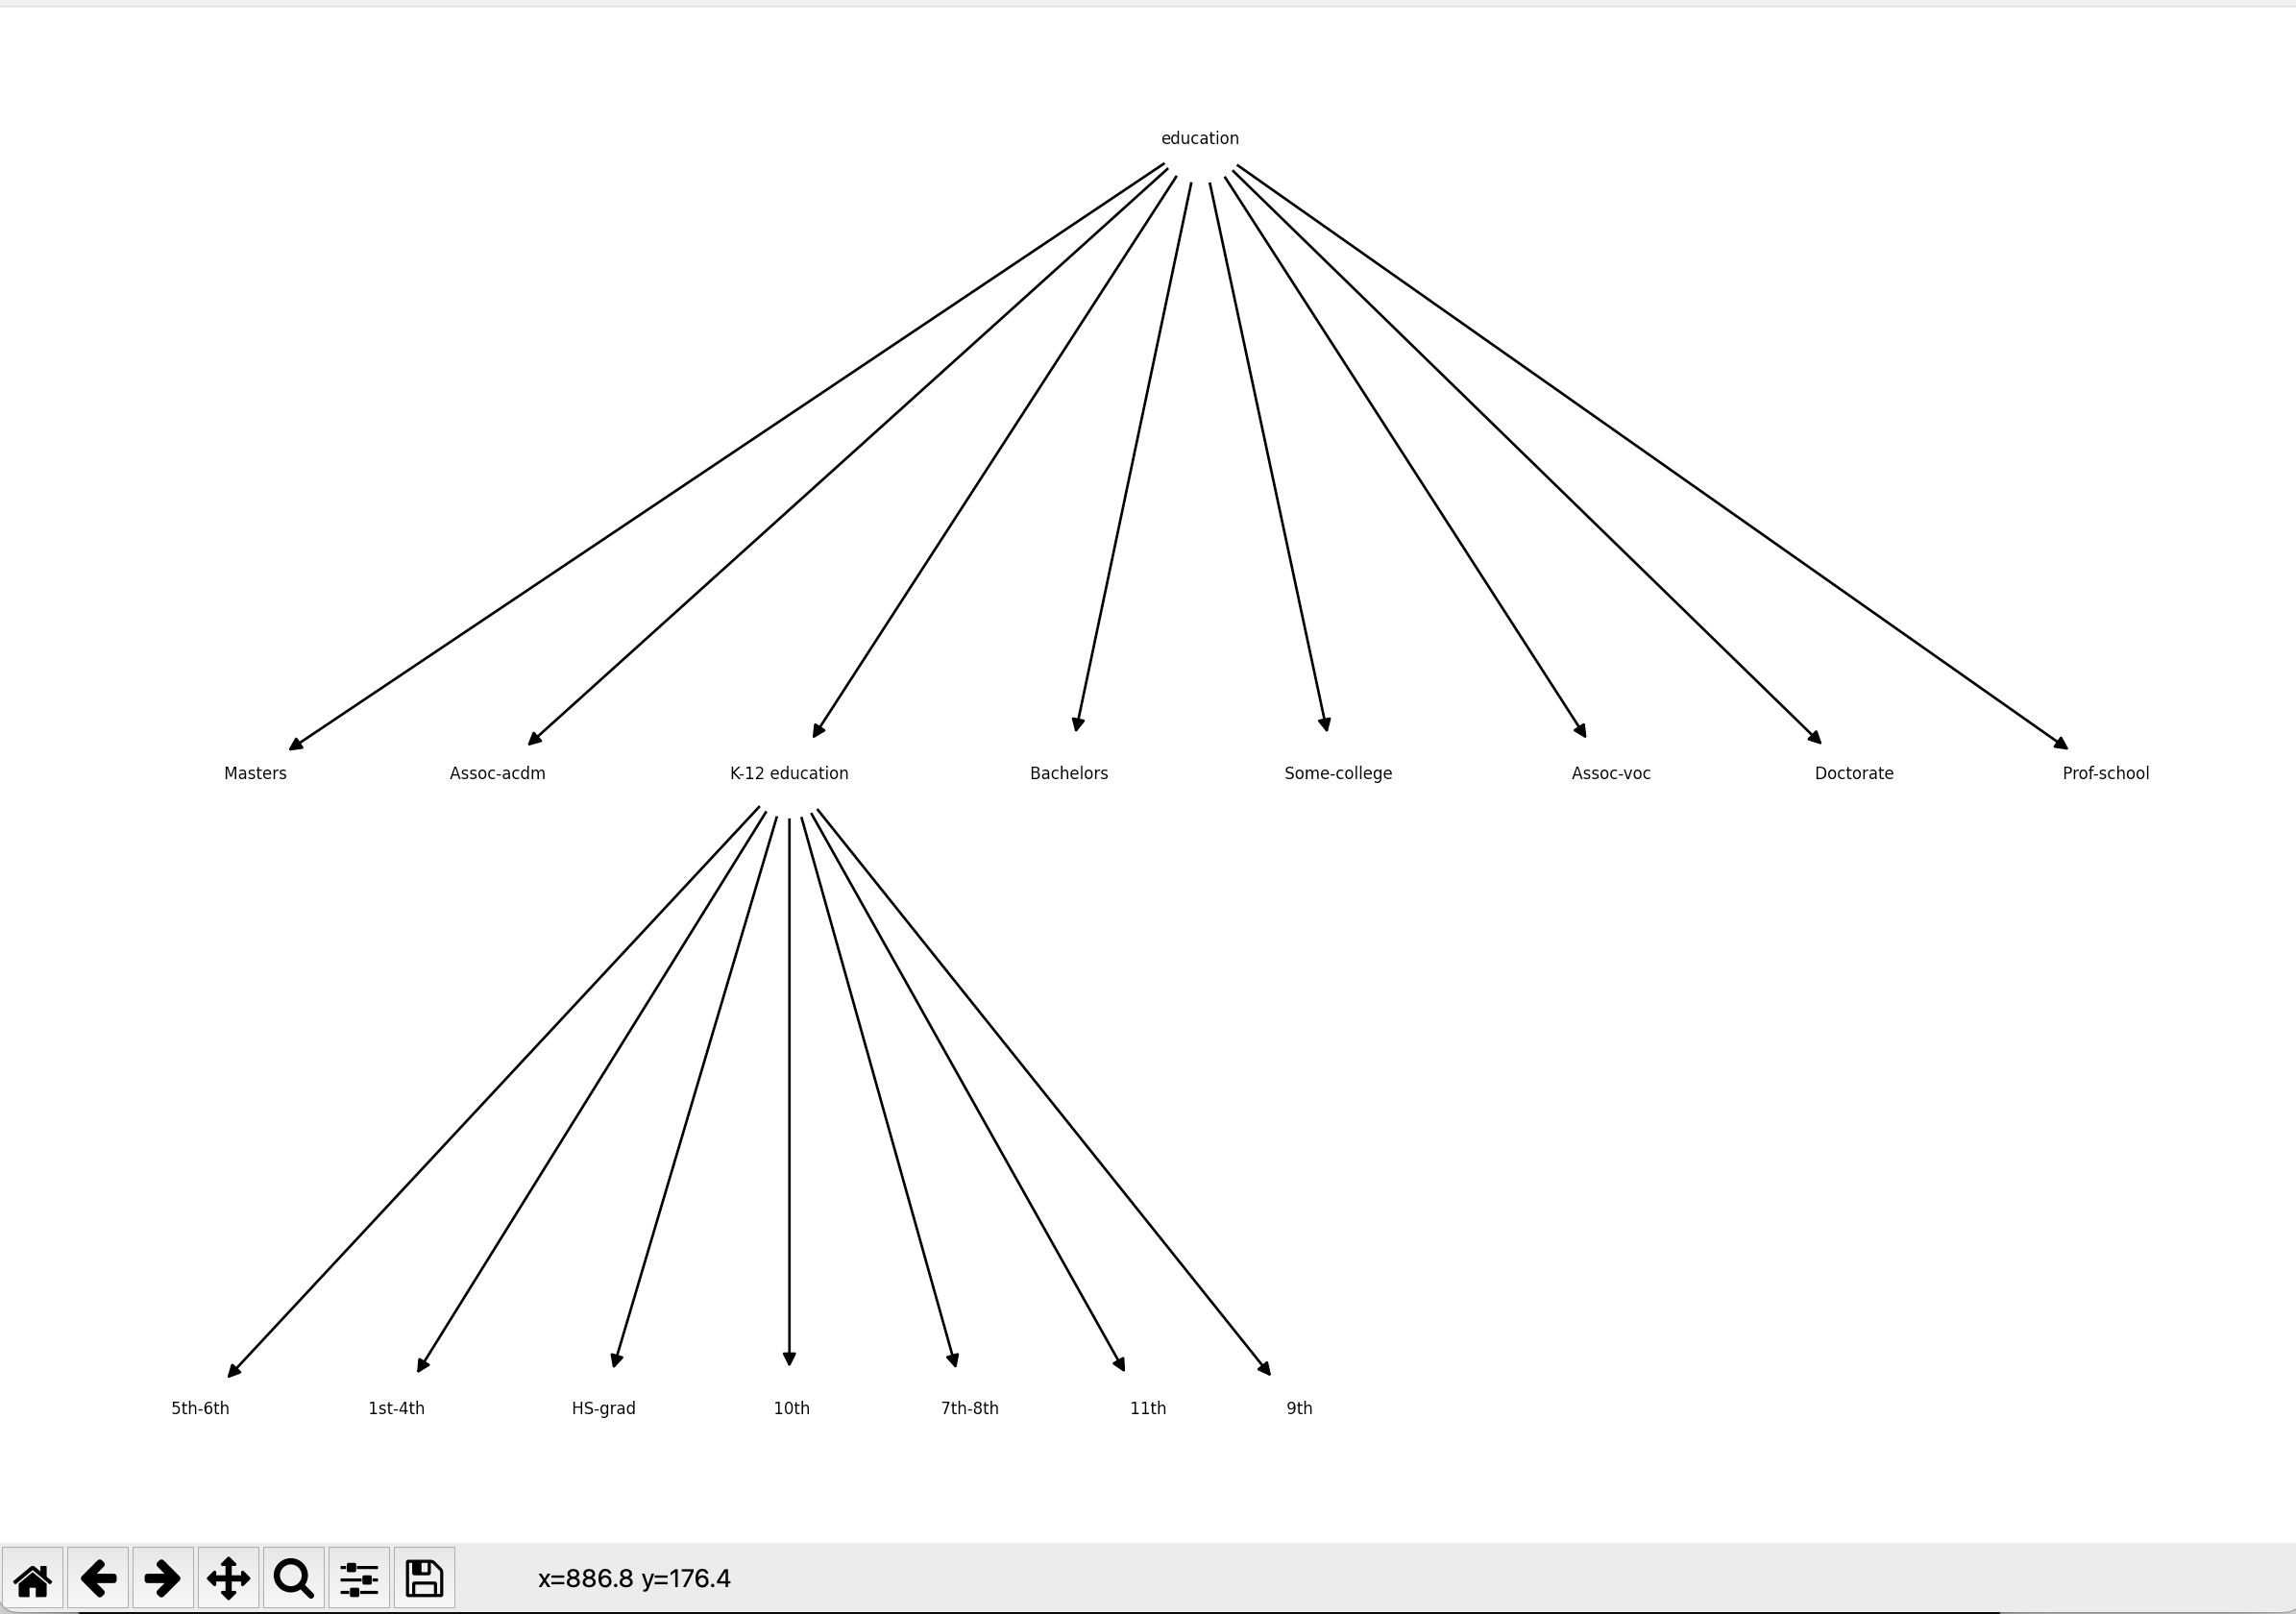 education
Masters Assoc-acdm K-12 education Bachelors Some-college Assoc-voc Doctorate Prof-school
5th-6th 1st-4th HS-grad 10th 7th-8th 11th 9th
x=886.8 y=176.4